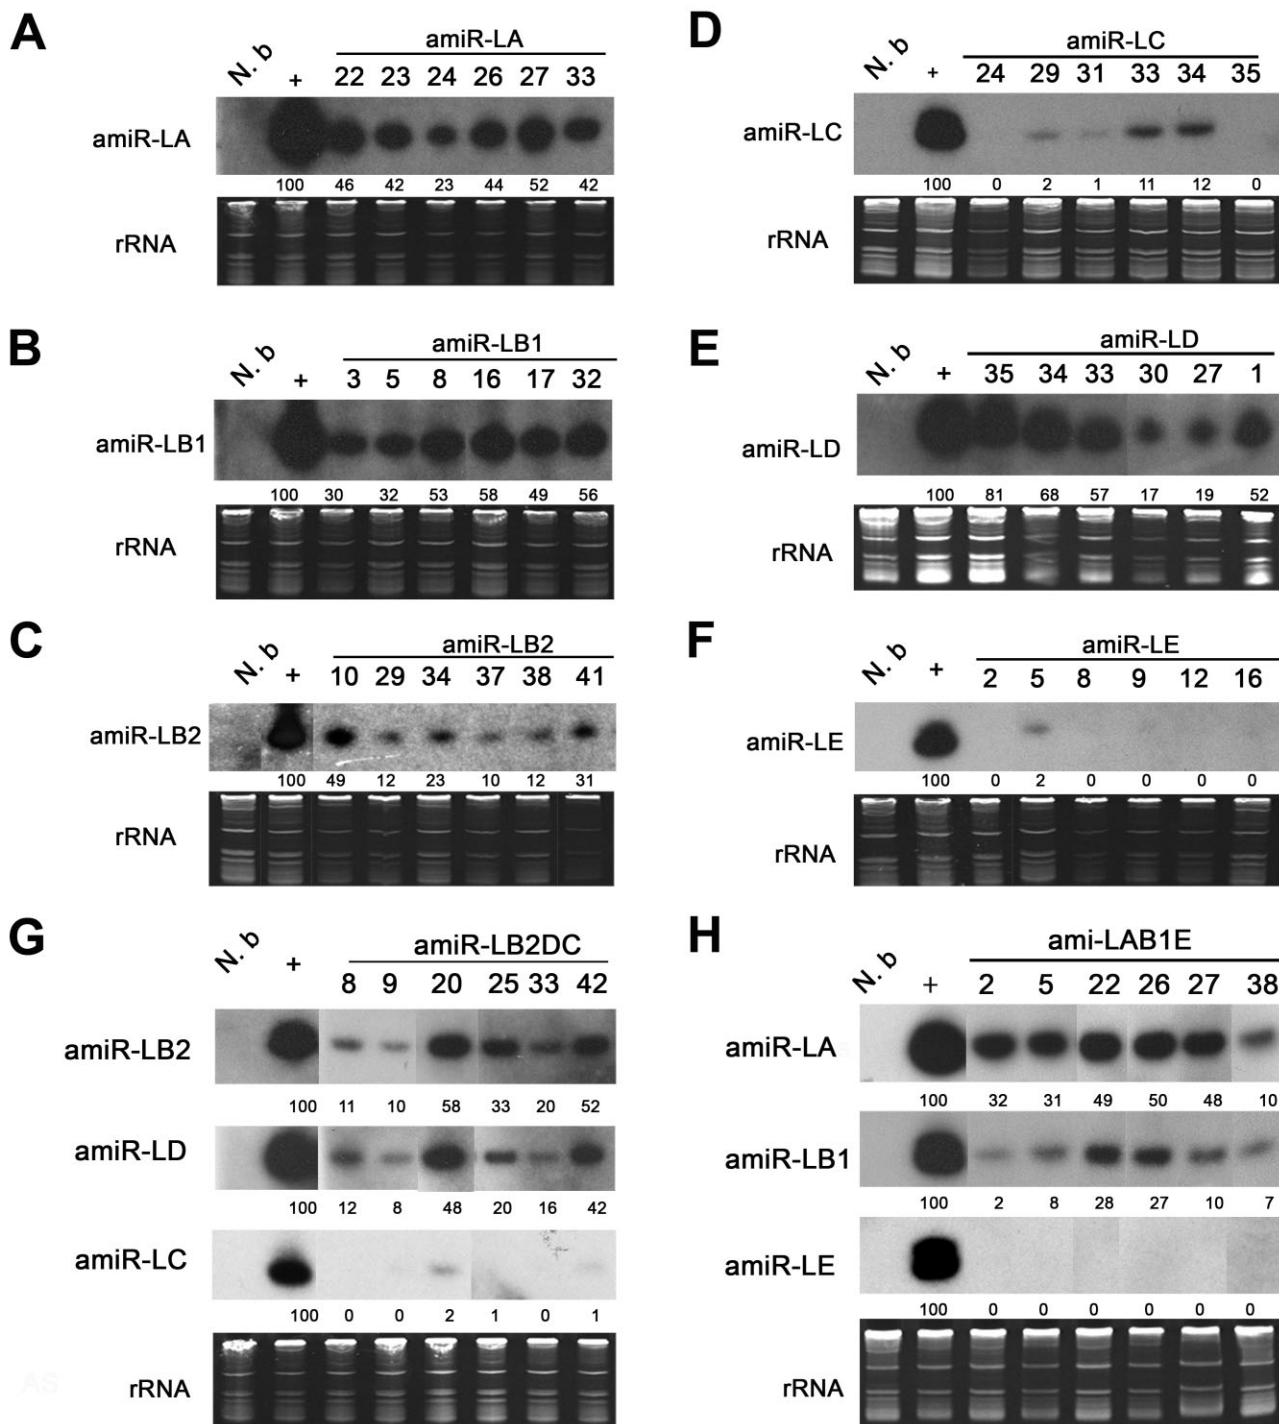 A
amiR-LA
N. b + 22 23 24 26 27 33
amiR-LA
100 46 42 23 44 52 42
rRNA
B
amiR-LB1
N. b + 3 5 8 16 17 32
amiR-LB1
100 30 32 53 58 49 56
rRNA
C
amiR-LB2
N. b + 10 29 34 37 38 41
amiR-LB2
100 49 12 23 10 12 31
rRNA
D
amiR-LC
N. b + 24 29 31 33 34 35
amiR-LC
100 0 2 1 11 12 0
rRNA
E
amiR-LD
N. b + 35 34 33 30 27 1
amiR-LD
100 81 68 57 17 19 52
rRNA
F
amiR-LE
N. b + 2 5 8 9 12 16
amiR-LE
100 0 2 0 0 0 0
rRNA
G
amiR-LB2DC
N. b + 8 9 20 25 33 42
amiR-LB2
100 11 10 58 33 20 52
amiR-LD
100 12 8 48 20 16 42
amiR-LC
100 0 0 2 1 0 1
rRNA
AS
H
ami-LAB1E
N. b + 2 5 22 26 27 38
amiR-LA
100 32 31 49 50 48 10
amiR-LB1
100 2 8 28 27 10 7
amiR-LE
100 0 0 0 0 0 0
rRNA